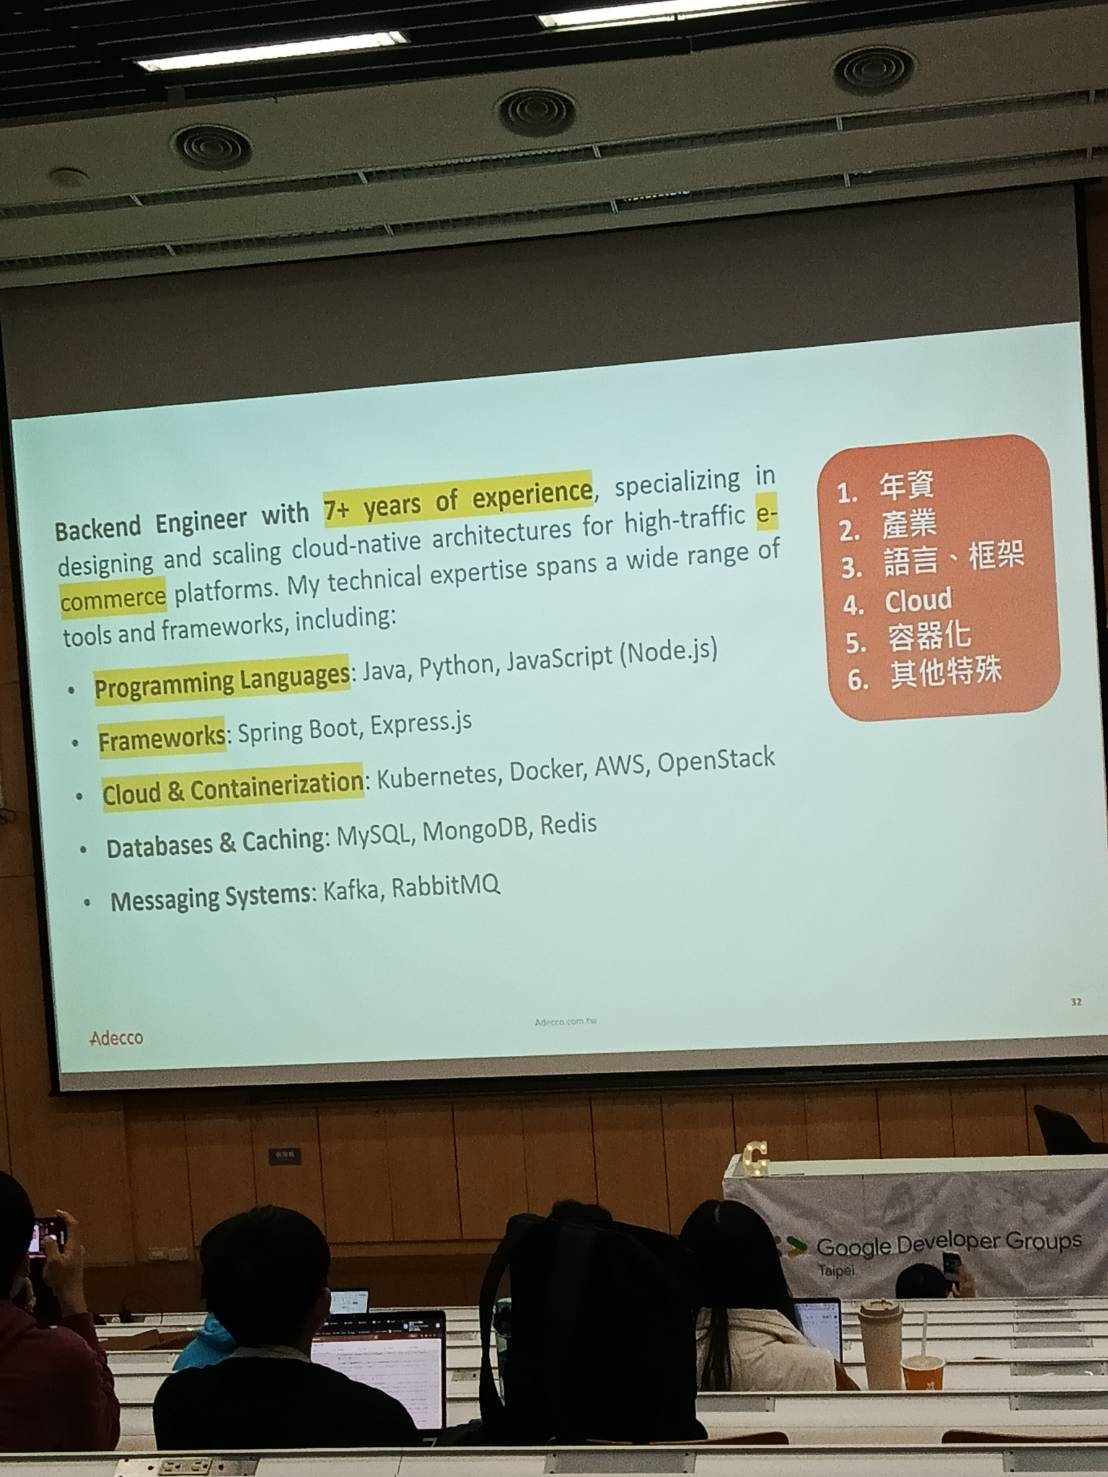 Backend Engineer with 7+ years of experience, specializing in
designing and scaling cloud-native architectures for high-traffic e-
commerce platforms. My technical expertise spans a wide range of
tools and frameworks, including:
• Programming Languages: Java, Python, JavaScript (Node.js)
• Frameworks: Spring Boot, Express.js
• Cloud & Containerization: Kubernetes, Docker, AWS, OpenStack
• Databases & Caching: MySQL, MongoDB, Redis
• Messaging Systems: Kafka, RabbitMQ
1. 年資
2. 產業
3. 語言、框架
4. Cloud
5. 容器化
6. 其他特殊
Adecco
Adecco.com.tw
32
G
Google Developer Groups
Taipei